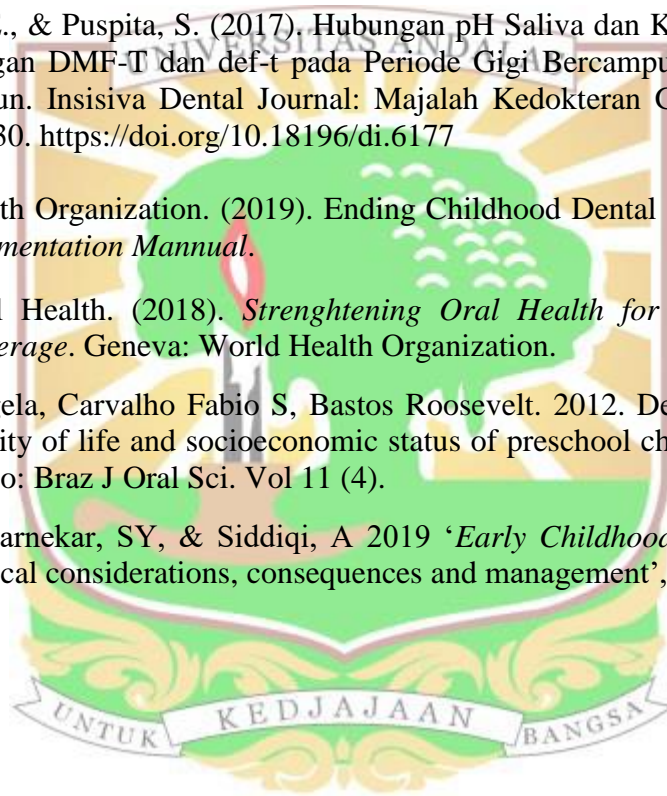 ., & Puspita, S. (2017). Hubungan pH Saliva dan K
UNIVERSITAS ANDALAS
gan DMF-T dan def-t pada Periode Gigi Bercampu
un. Insisiva Dental Journal: Majalah Kedokteran G
30. https://doi.org/10.18196/di.6177
th Organization. (2019). Ending Childhood Dental
mentation Mannual.
l Health. (2018). Strenghtening Oral Health for
erage. Geneva: World Health Organization.
gela, Carvalho Fabio S, Bastos Roosevelt. 2012. De
ity of life and socioeconomic status of preschool ch
o: Braz J Oral Sci. Vol 11 (4).
arnekar, SY, & Siddiqi, A 2019 ‘Early Childhood
cal considerations, consequences and management’,
UNTUK KEDJAJAAN BANGSA